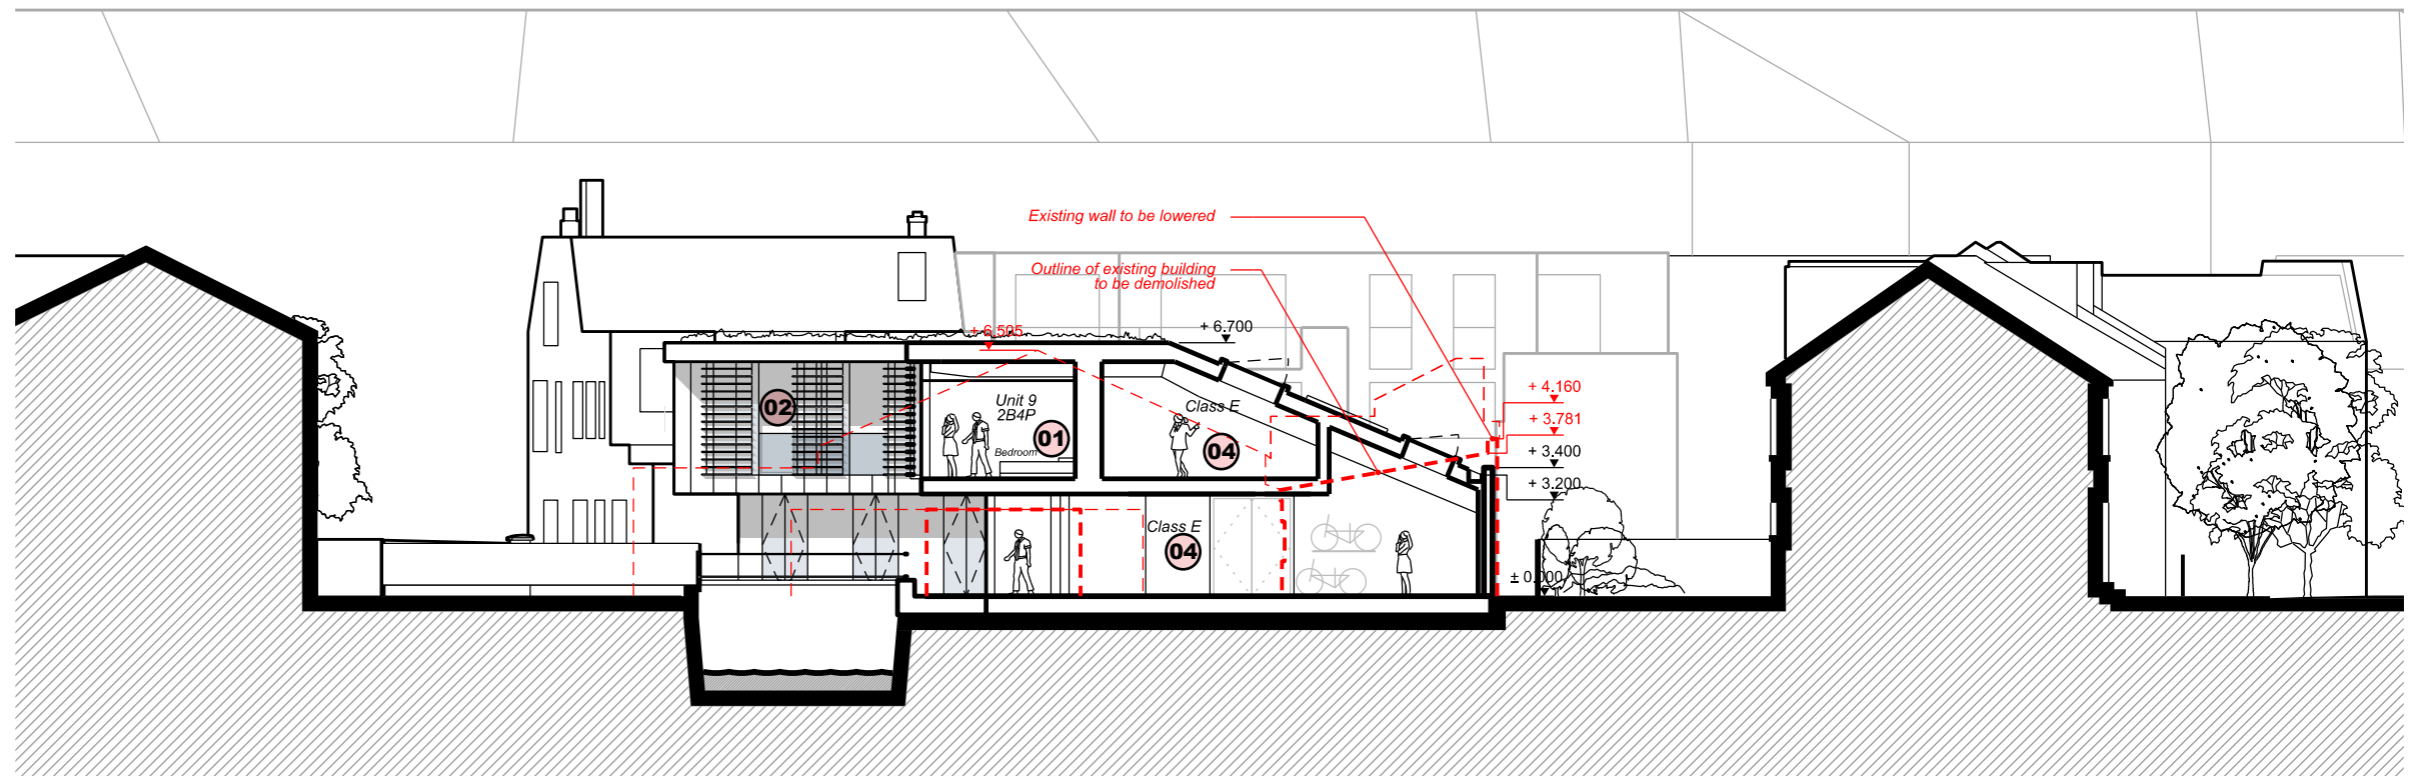 Existing wall to be lowered
Outline of existing building
to be demolished
+ 6.595
+ 6.700
+ 4.160
+ 3.781
+ 3.400
+ 3.200
± 0.000
02
Unit 9
2B4P
01
Bedroom
Class E
04
Class E
04